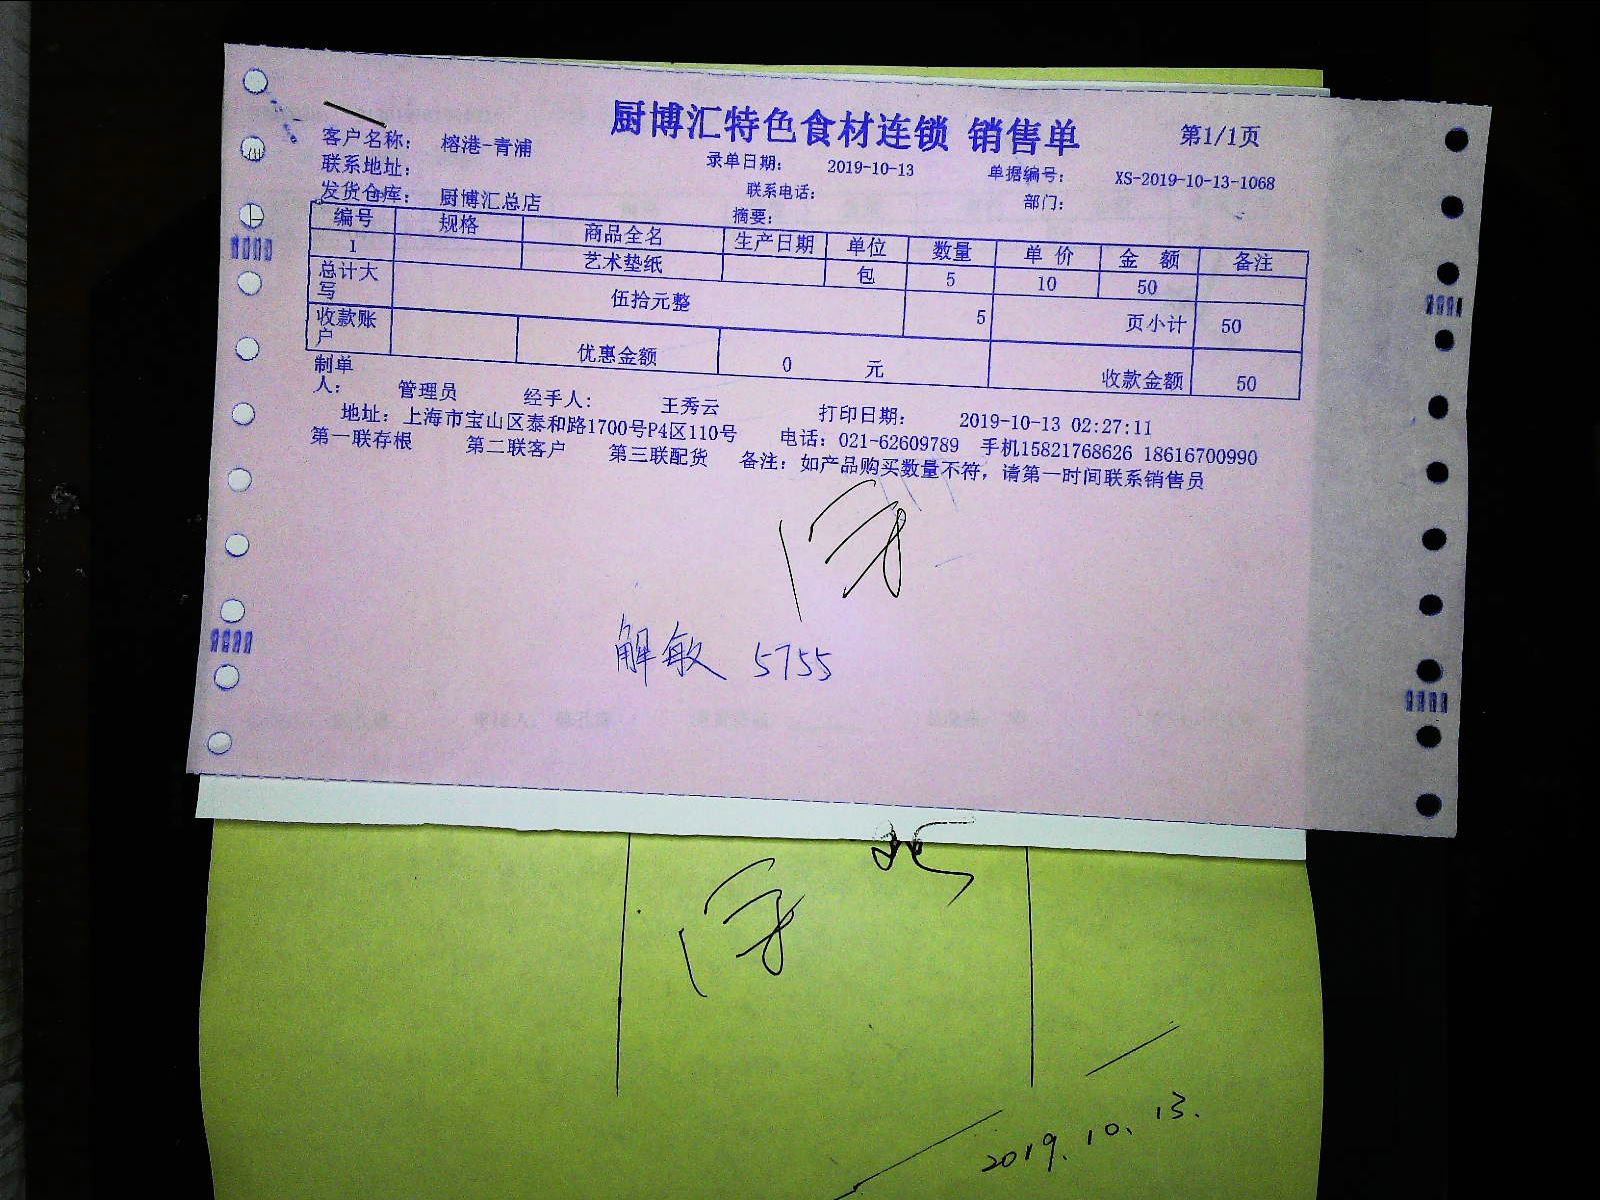 厨博汇特色食材连锁 销售单 第1/1页
客户名称： 榕港-青浦 录单日期： 2019-10-13 单据编号： XS-2019-10-13-1068
联系地址： 联系电话： 部门：
发货仓库： 厨博汇总店 摘要：
编号 规格 商品全名 生产日期 单位 数量 单 价 金 额 备注
1 艺术垫纸 包 5 10 50
总计大写 伍拾元整 5 页小计 50
收款账户 优惠金额 0 元 收款金额 50
制单人： 管理员 经手人： 王秀云 打印日期： 2019-10-13 02:27:11
地址：上海市宝山区泰和路1700号P4区110号 电话：021-62609789 手机15821768626 18616700990
第一联存根 第二联客户 第三联配货 备注：如产品购买数量不符，请第一时间联系销售员
解敏 5755
2019.10.13.